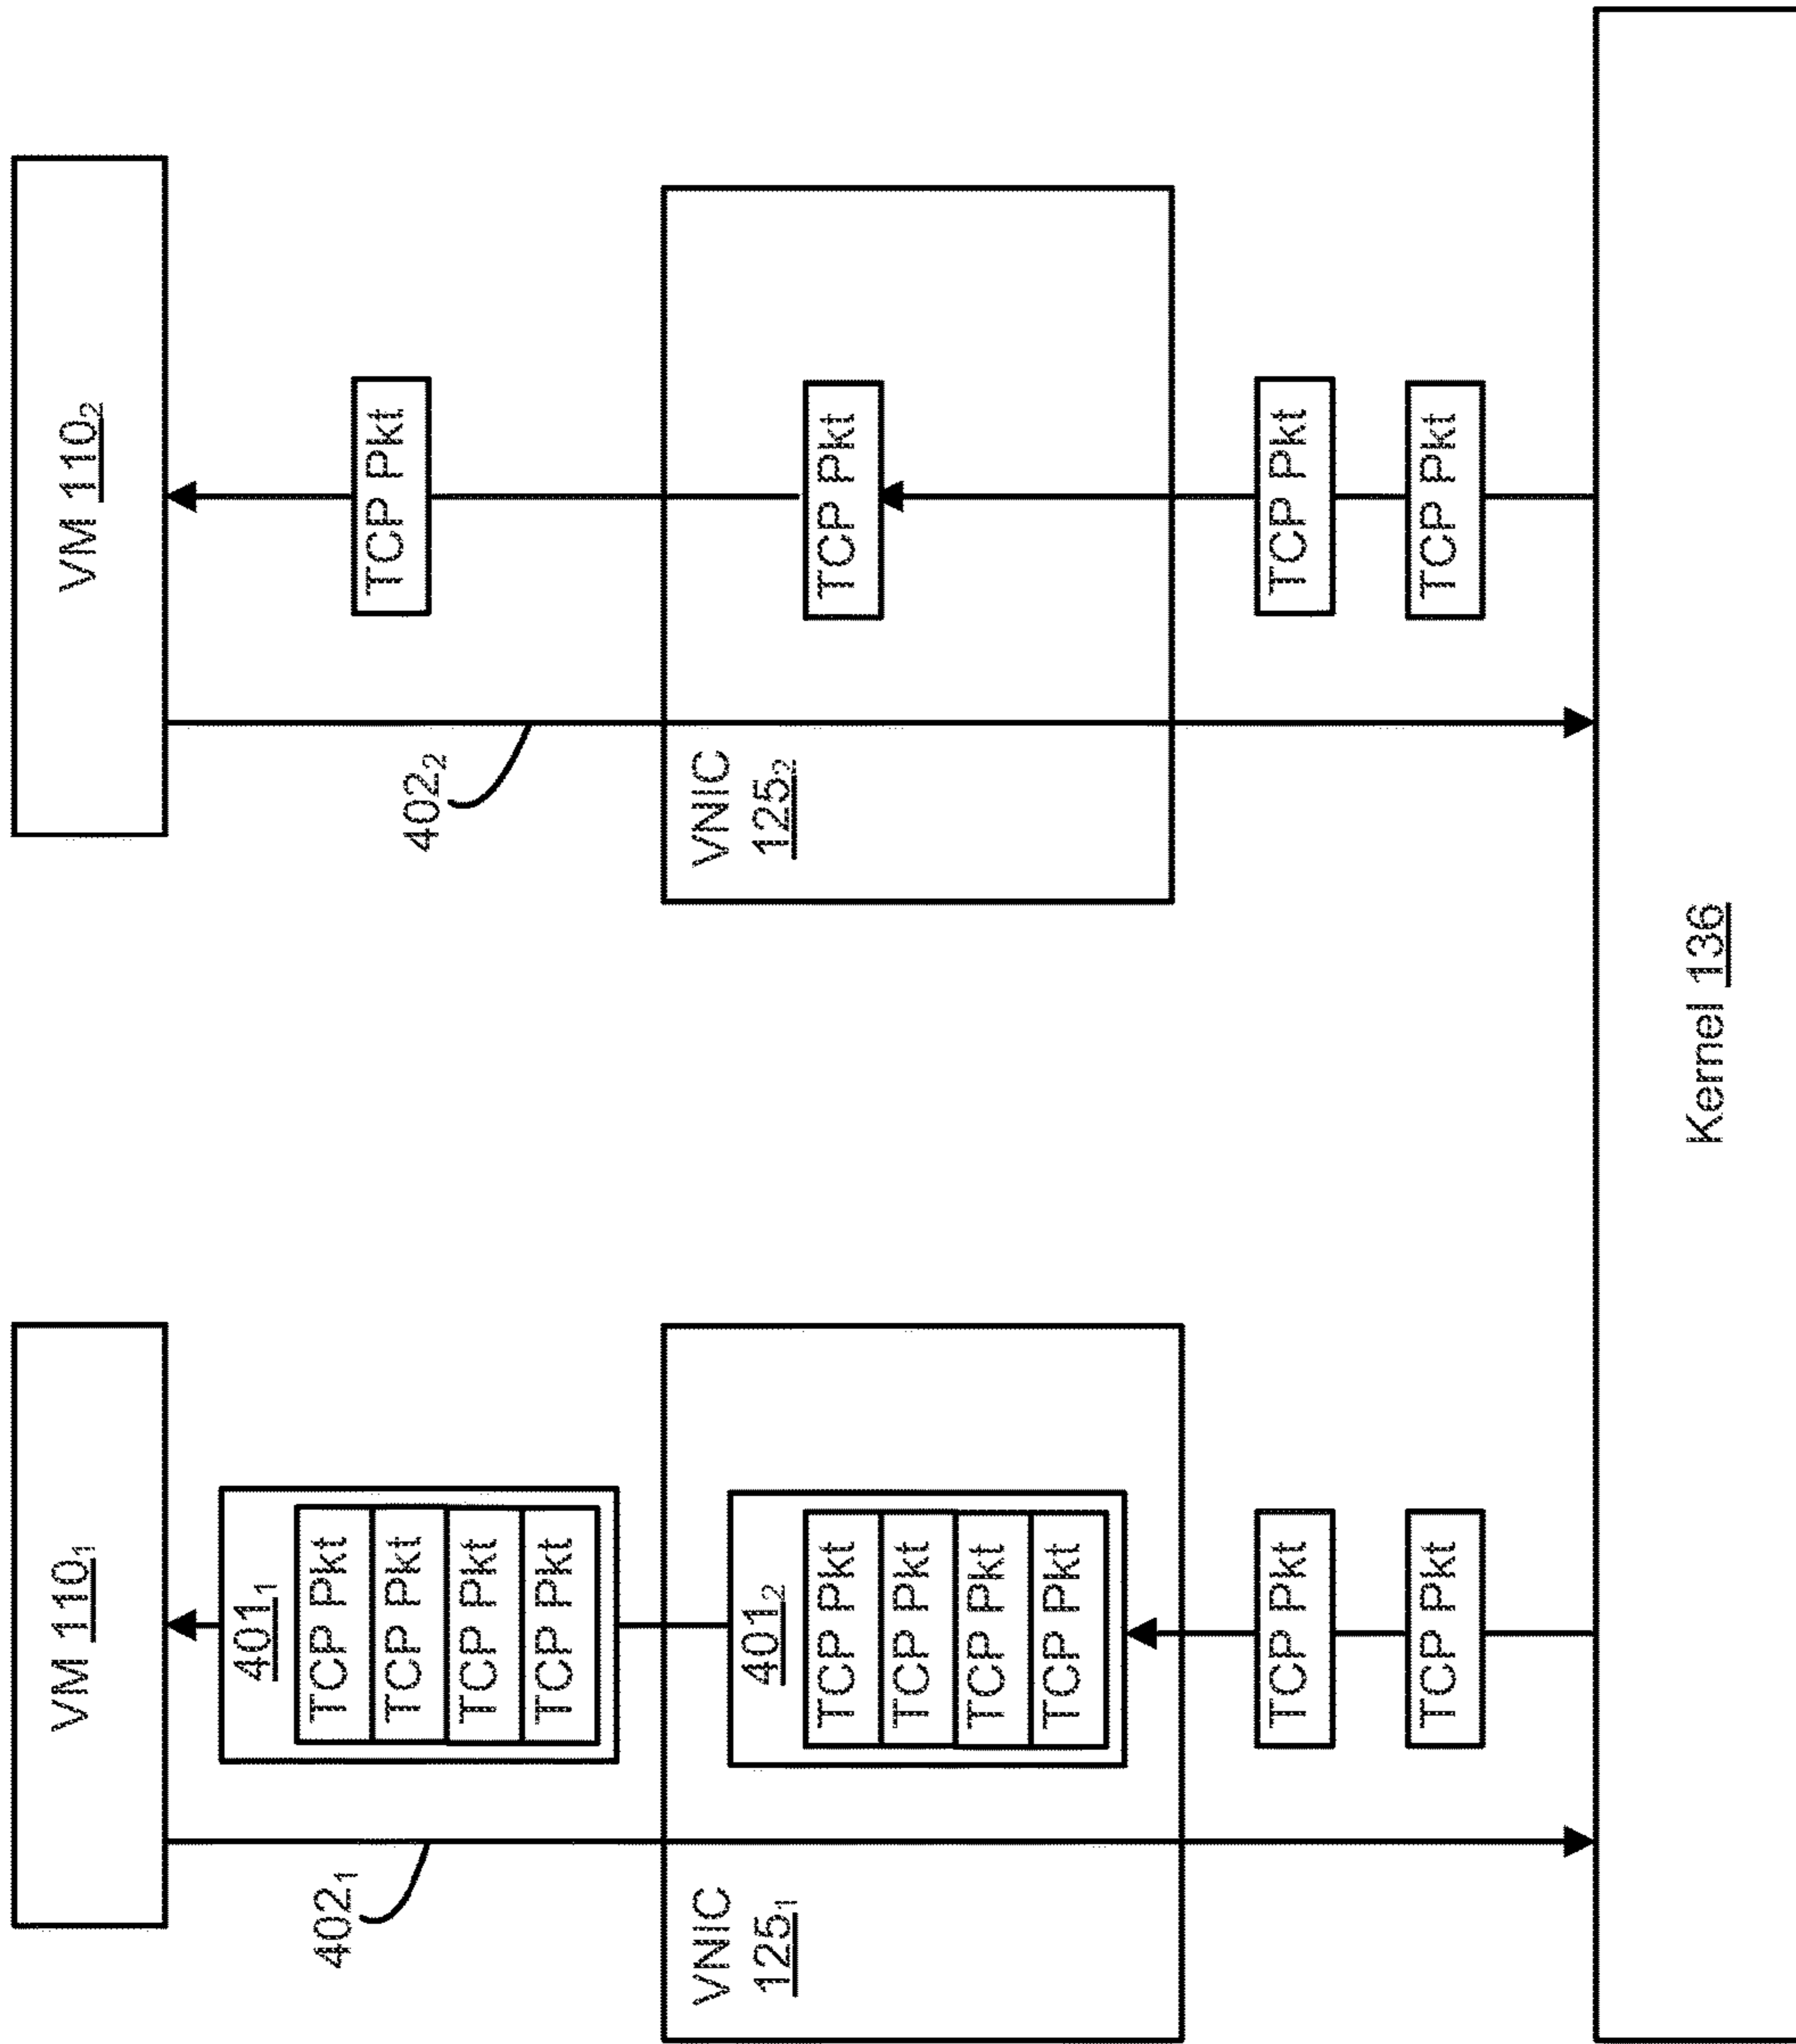 VM 110₁
401₁
TCP Pkt
TCP Pkt
TCP Pkt
TCP Pkt
402₁
VNIC
125₁
401₂
TCP Pkt
TCP Pkt
TCP Pkt
TCP Pkt
TCP Pkt
TCP Pkt
VM 110₂
TCP Pkt
402₂
VNIC
125₂
TCP Pkt
TCP Pkt
TCP Pkt
Kernel 136